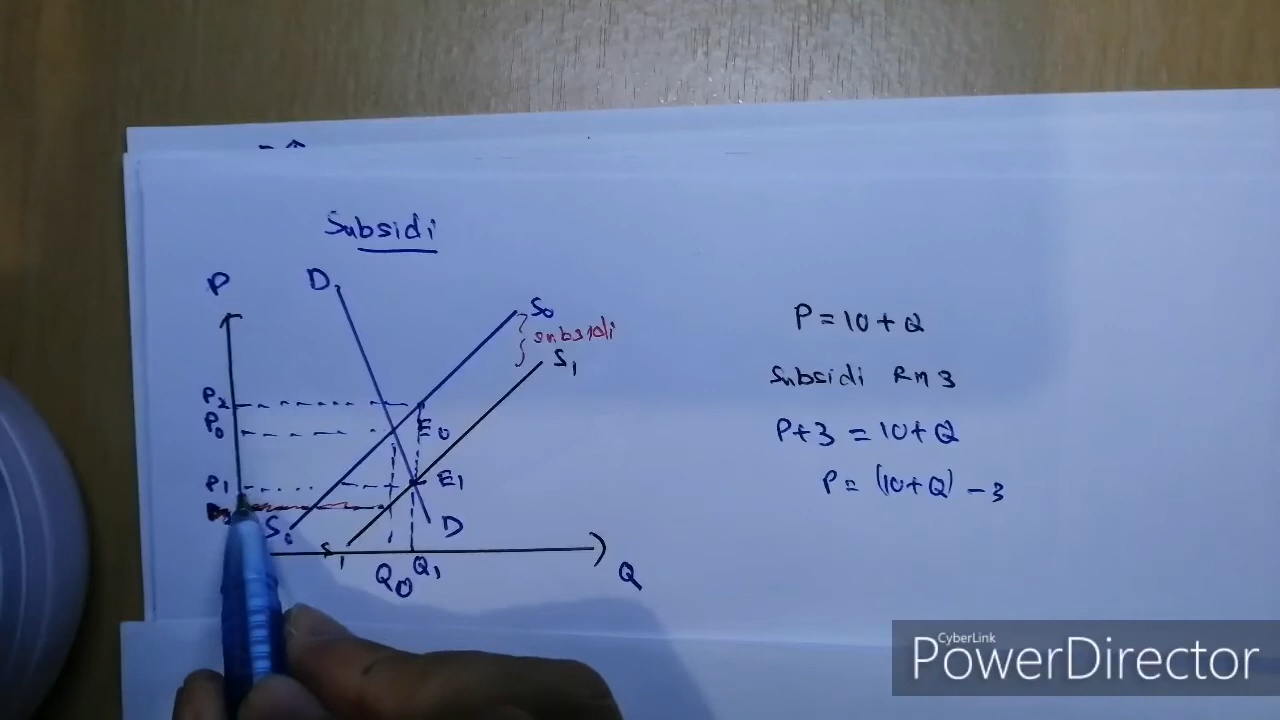 Subsidi
P
D
S0
subsidi
S1
P2
P0
E0
P1
E1
S0
D
S1
Q0
Q1
Q
P = 10 + Q
Subsidi RM 3
P + 3 = 10 + Q
P = (10 + Q) - 3
CyberLink
PowerDirector